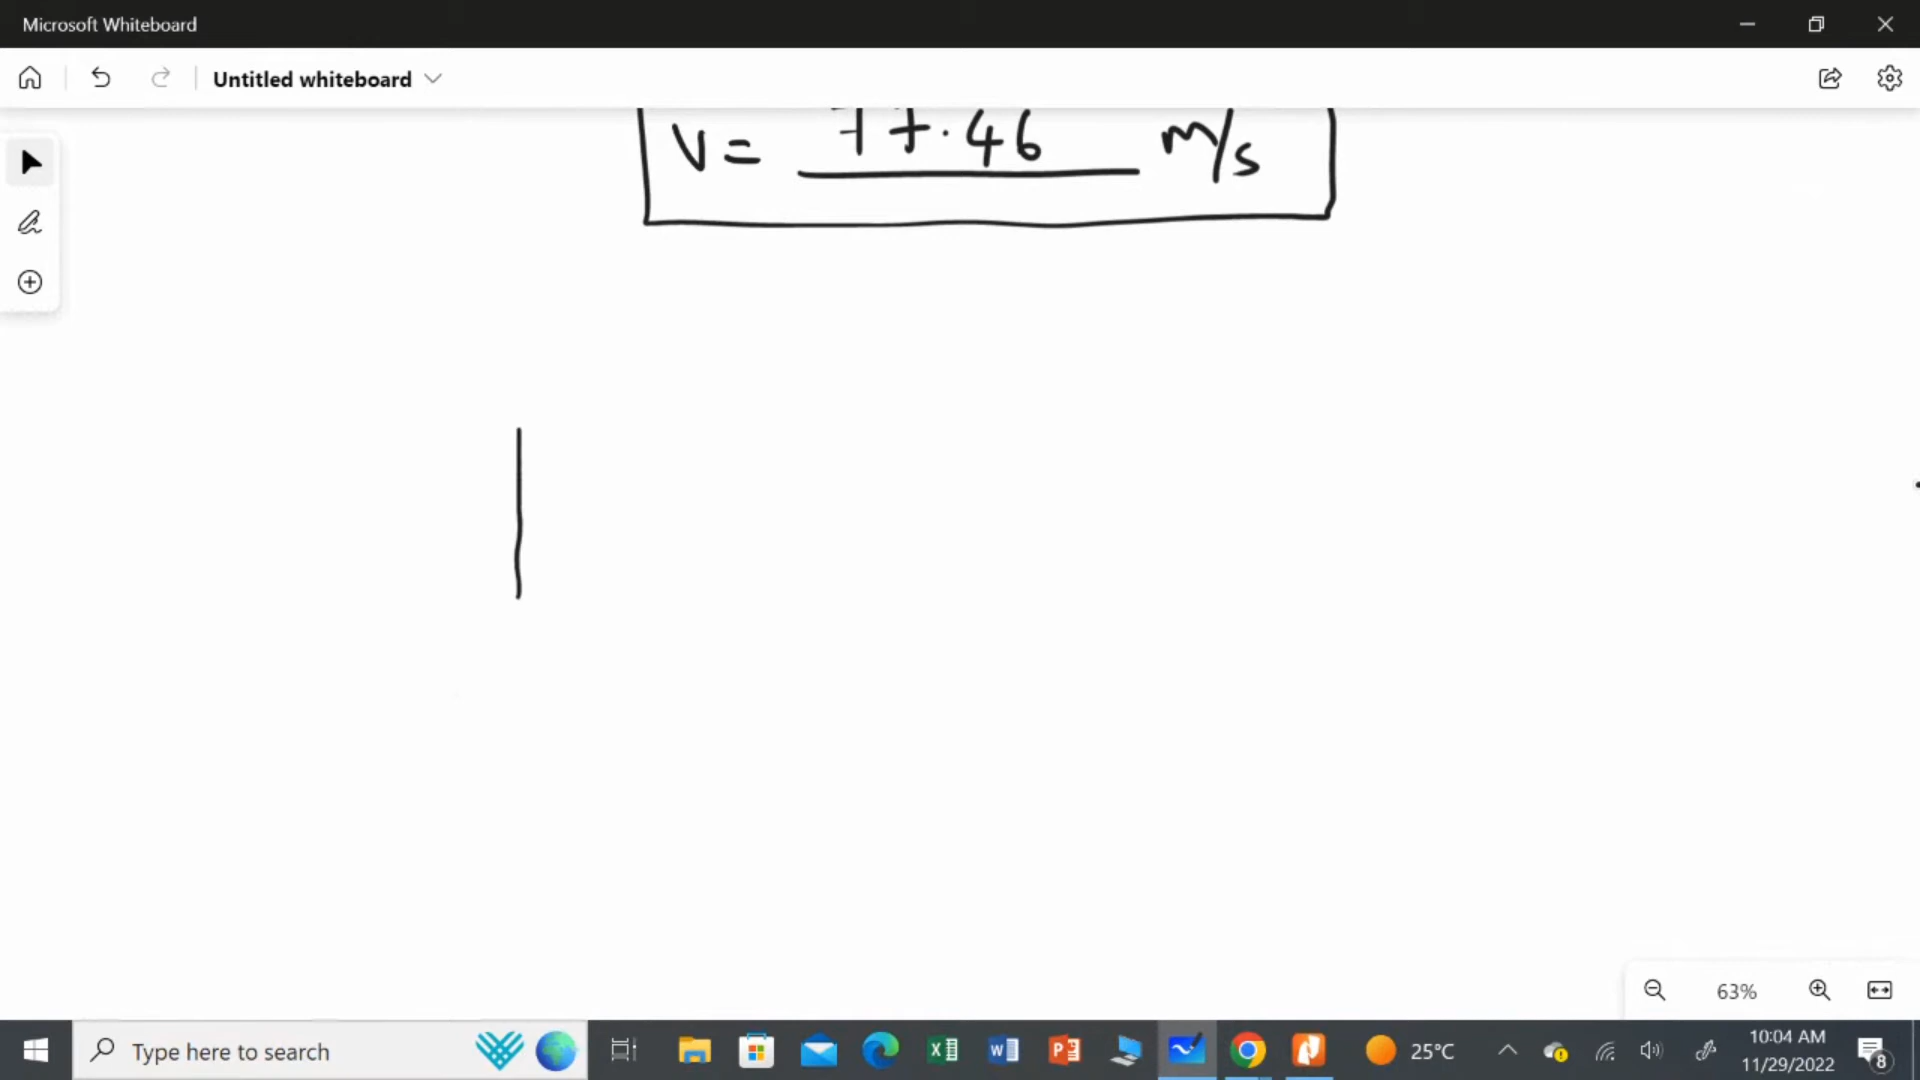 Microsoft Whiteboard
Untitled whiteboard
V = 77.46 m/s
63%
Type here to search
25°C
10:04 AM
11/29/2022
8